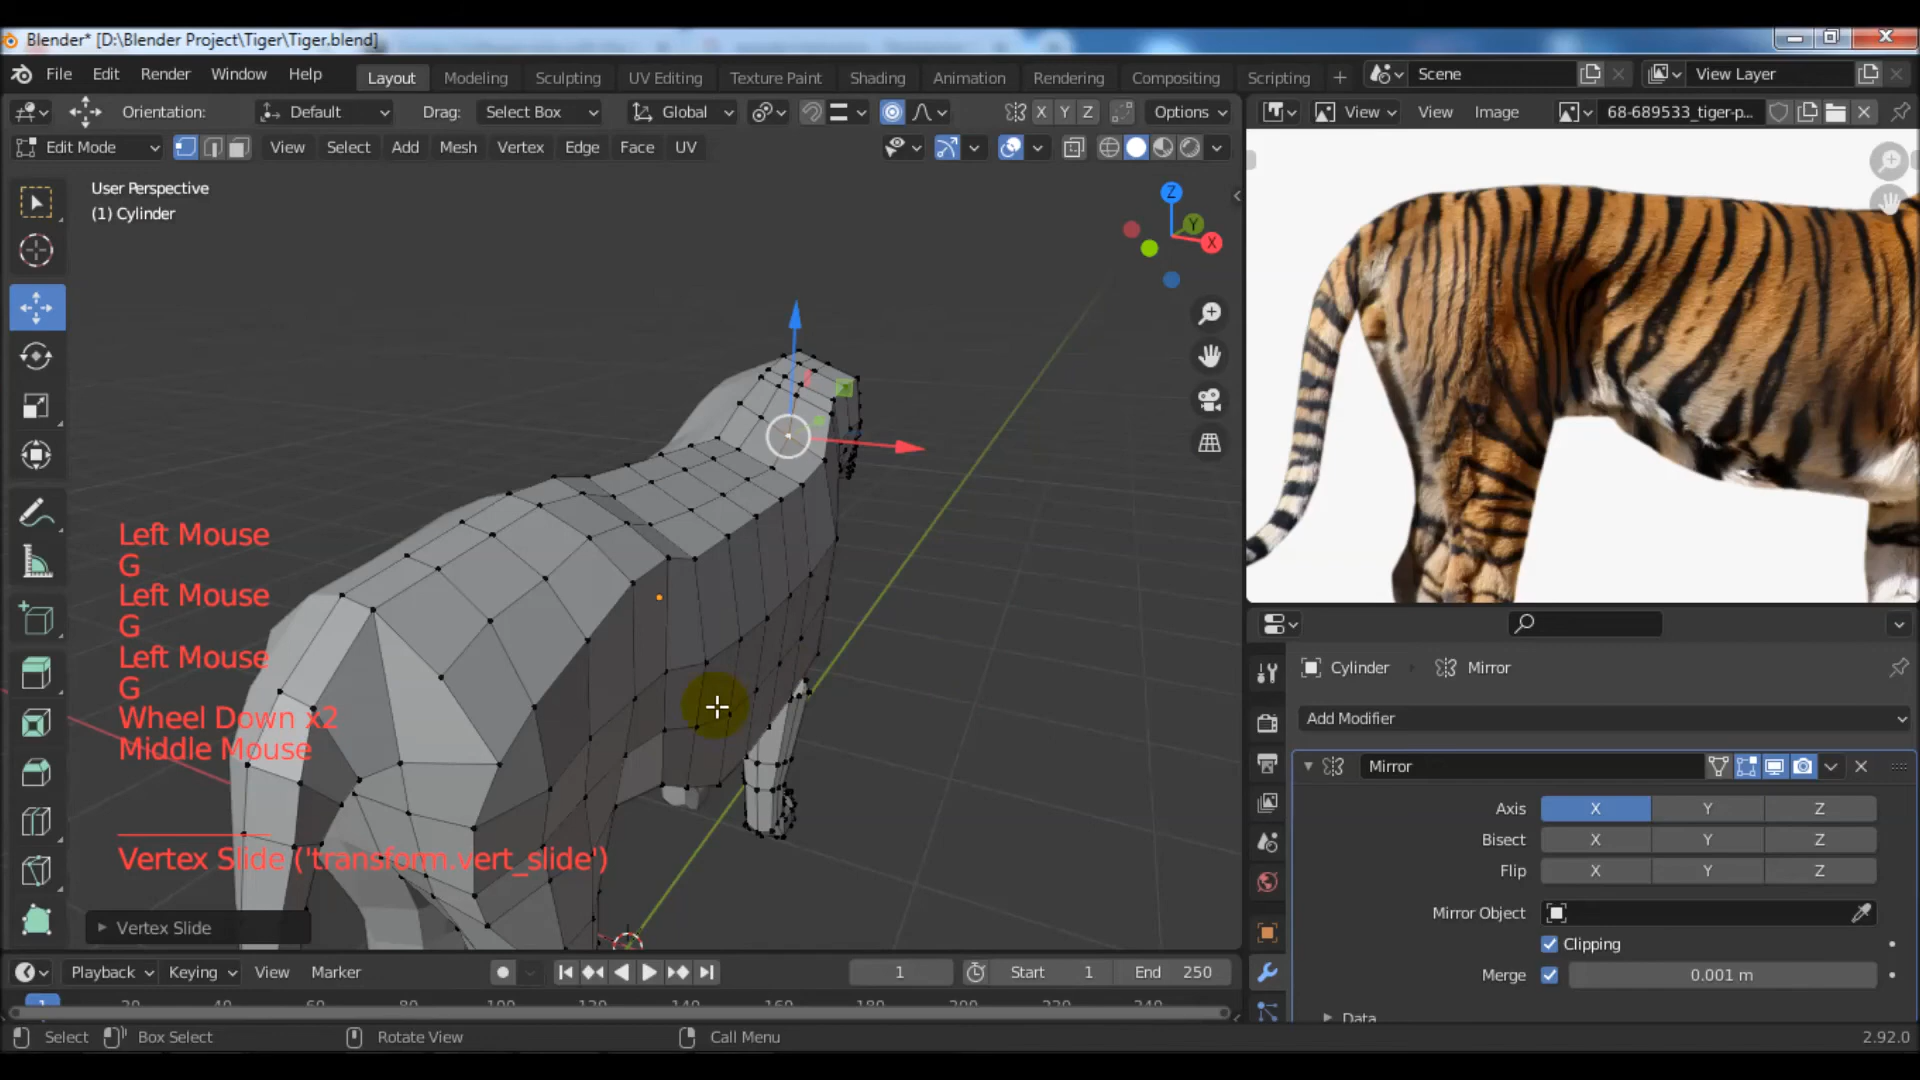 Blender* [D:\Blender Project\Tiger\Tiger.blend]
File Edit Render Window Help Layout Modeling Sculpting UV Editing Texture Paint Shading Animation Rendering Compositing Scripting + Scene View Layer
Orientation: Default Drag: Select Box Global X Y Z Options View View Image 68-689533_tiger-p...
Edit Mode View Select Add Mesh Vertex Edge Face UV
User Perspective
(1) Cylinder
Z
Y
X
Left Mouse
G
Left Mouse
G
Left Mouse
G
Wheel Down x2
Middle Mouse
Vertex Slide ('transform.vert_slide')
Vertex Slide
Cylinder Mirror
Add Modifier
Mirror
Axis X Y Z
Bisect X Y Z
Flip X Y Z
Mirror Object
Clipping
Merge 0.001 m
Data
Playback Keying View Marker 1 Start 1 End 250
1
Select Box Select Rotate View Call Menu 2.92.0